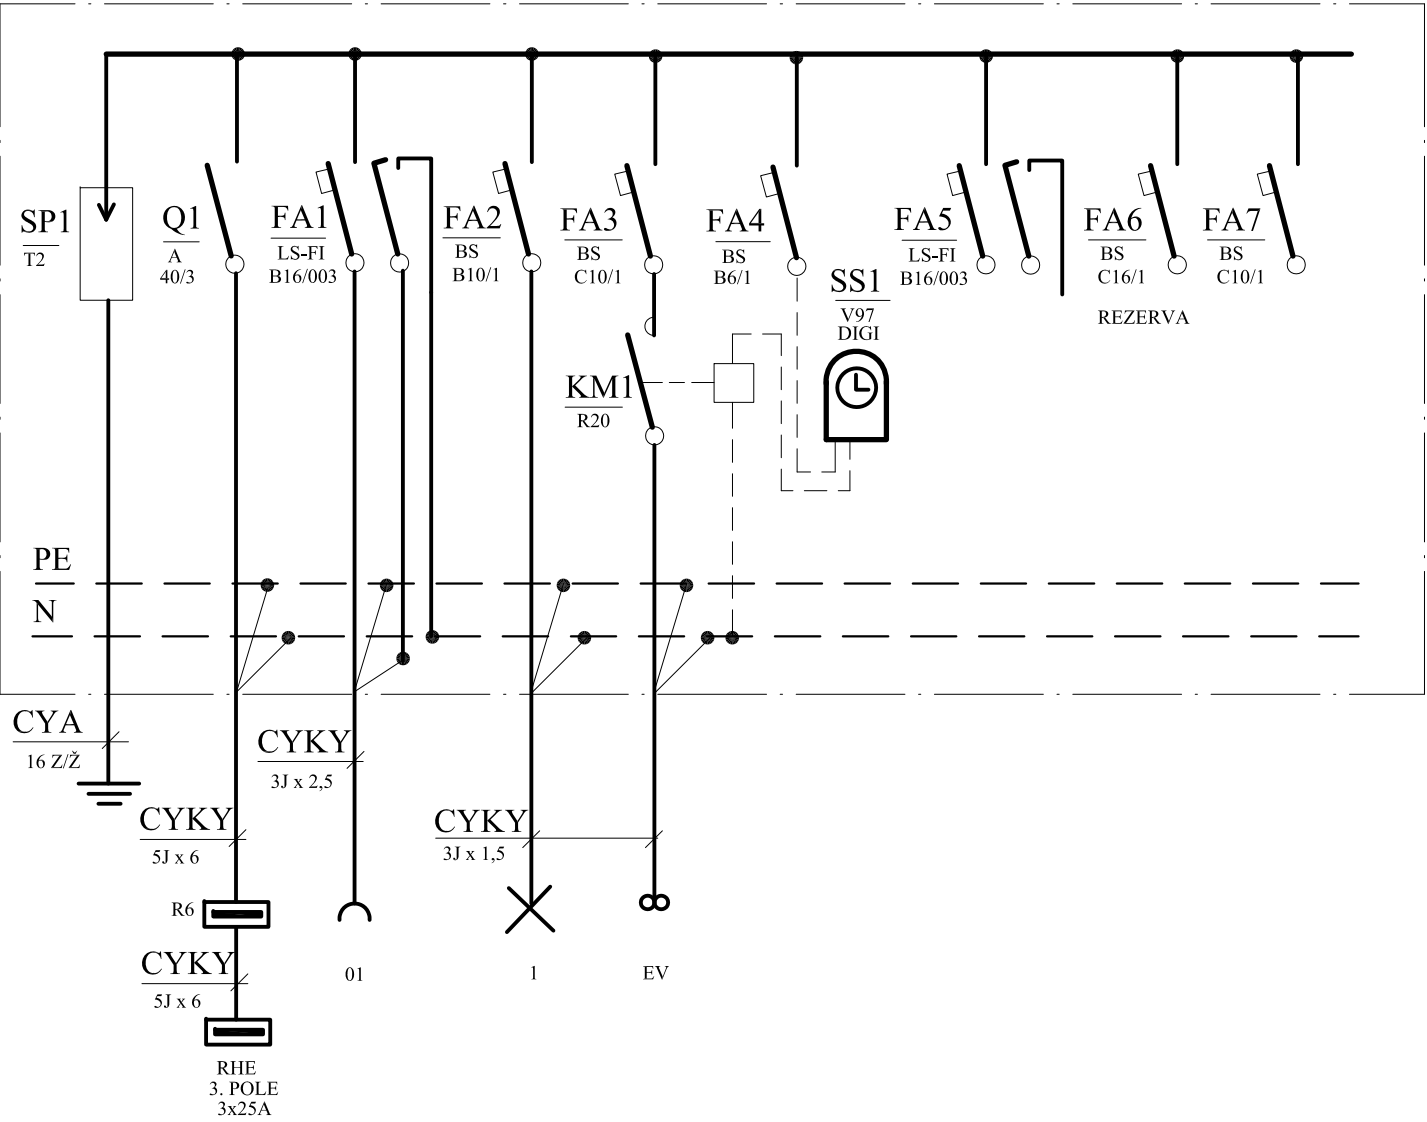 SP1
T2
Q1
A
40/3
FA1
LS-FI
B16/003
FA2
BS
B10/1
FA3
BS
C10/1
FA4
BS
B6/1
SS1
V97
DIGI
FA5
LS-FI
B16/003
FA6
BS
C16/1
FA7
BS
C10/1
REZERVA
KM1
R20
PE
N
CYA
16 Z/Ž
CYKY
3J x 2,5
CYKY
5J x 6
CYKY
3J x 1,5
R6
CYKY
5J x 6
01
1
EV
RHE
3. POLE
3x25A